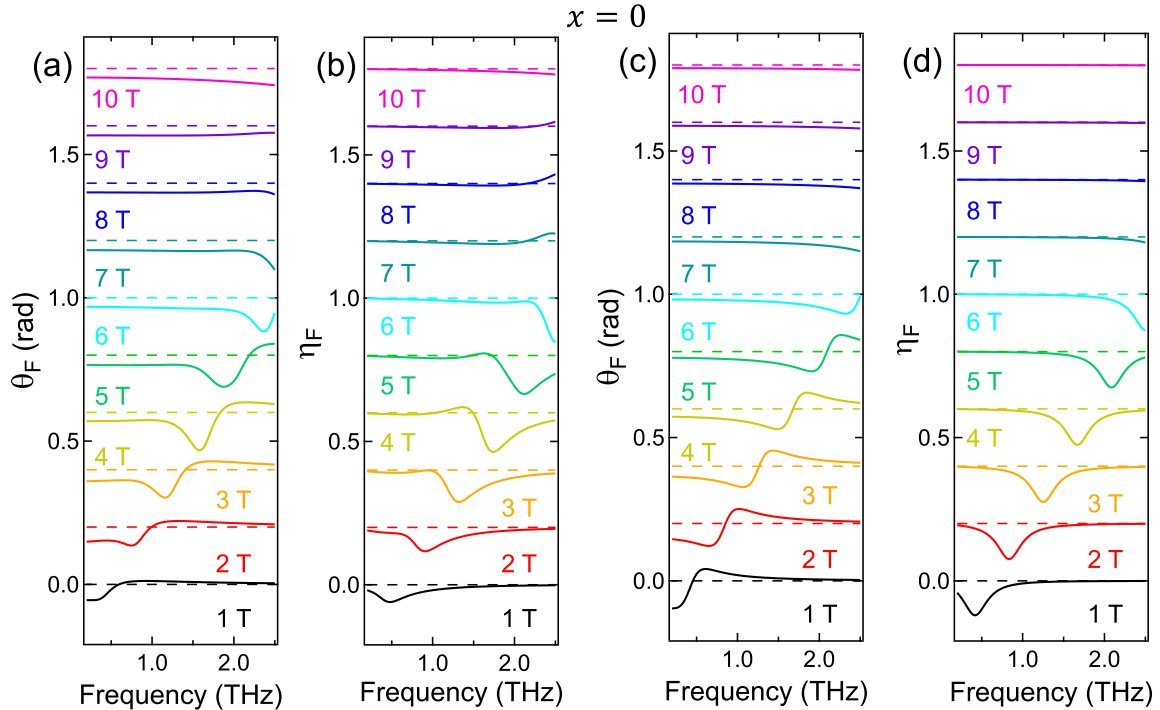 x = 0
(a)
10 T
9 T
8 T
7 T
6 T
5 T
4 T
3 T
2 T
1 T
1.5
1.0
0.5
0.0
θF (rad)
1.0 2.0
Frequency (THz)
(b)
10 T
9 T
8 T
7 T
6 T
5 T
4 T
3 T
2 T
1 T
1.5
1.0
0.5
0.0
ηF
1.0 2.0
Frequency (THz)
(c)
10 T
9 T
8 T
7 T
6 T
5 T
4 T
3 T
2 T
1 T
1.5
1.0
0.5
0.0
θF (rad)
1.0 2.0
Frequency (THz)
(d)
10 T
9 T
8 T
7 T
6 T
5 T
4 T
3 T
2 T
1 T
1.5
1.0
0.5
0.0
ηF
1.0 2.0
Frequency (THz)